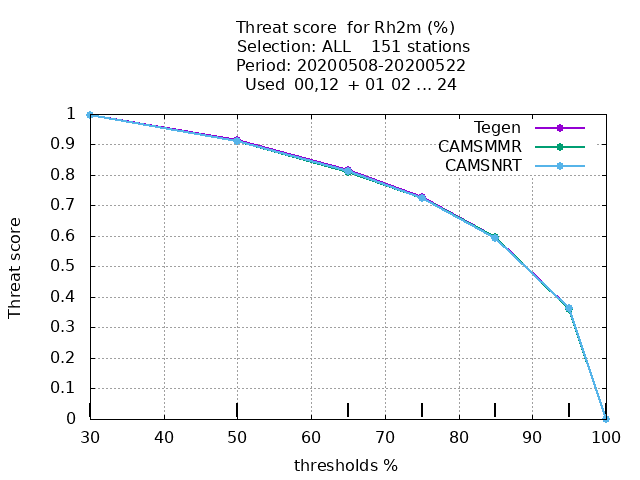 Threat score  for Rh2m (%)
Selection: ALL    151 stations
Period: 20200508-20200522
Used  00,12  + 01 02 ... 24
Tegen
CAMSMMR
CAMSNRT
Threat score
1
0.9
0.8
0.7
0.6
0.5
0.4
0.3
0.2
0.1
0
30 40 50 60 70 80 90 100
thresholds %